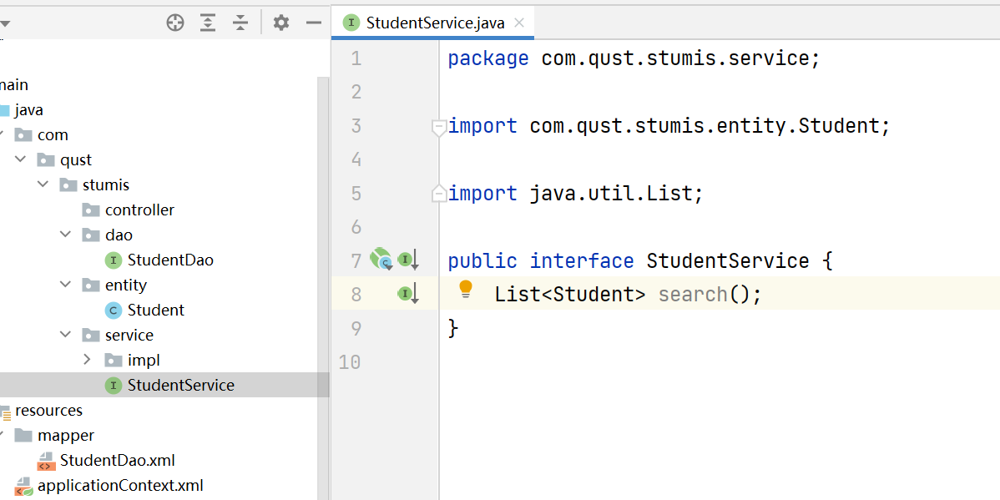 main
java
com
qust
stumis
controller
dao
StudentDao
entity
Student
service
impl
StudentService
resources
mapper
StudentDao.xml
applicationContext.xml
StudentService.java
1 package com.qust.stumis.service;
2
3 import com.qust.stumis.entity.Student;
4
5 import java.util.List;
6
7 public interface StudentService {
8 List<Student> search();
9 }
10